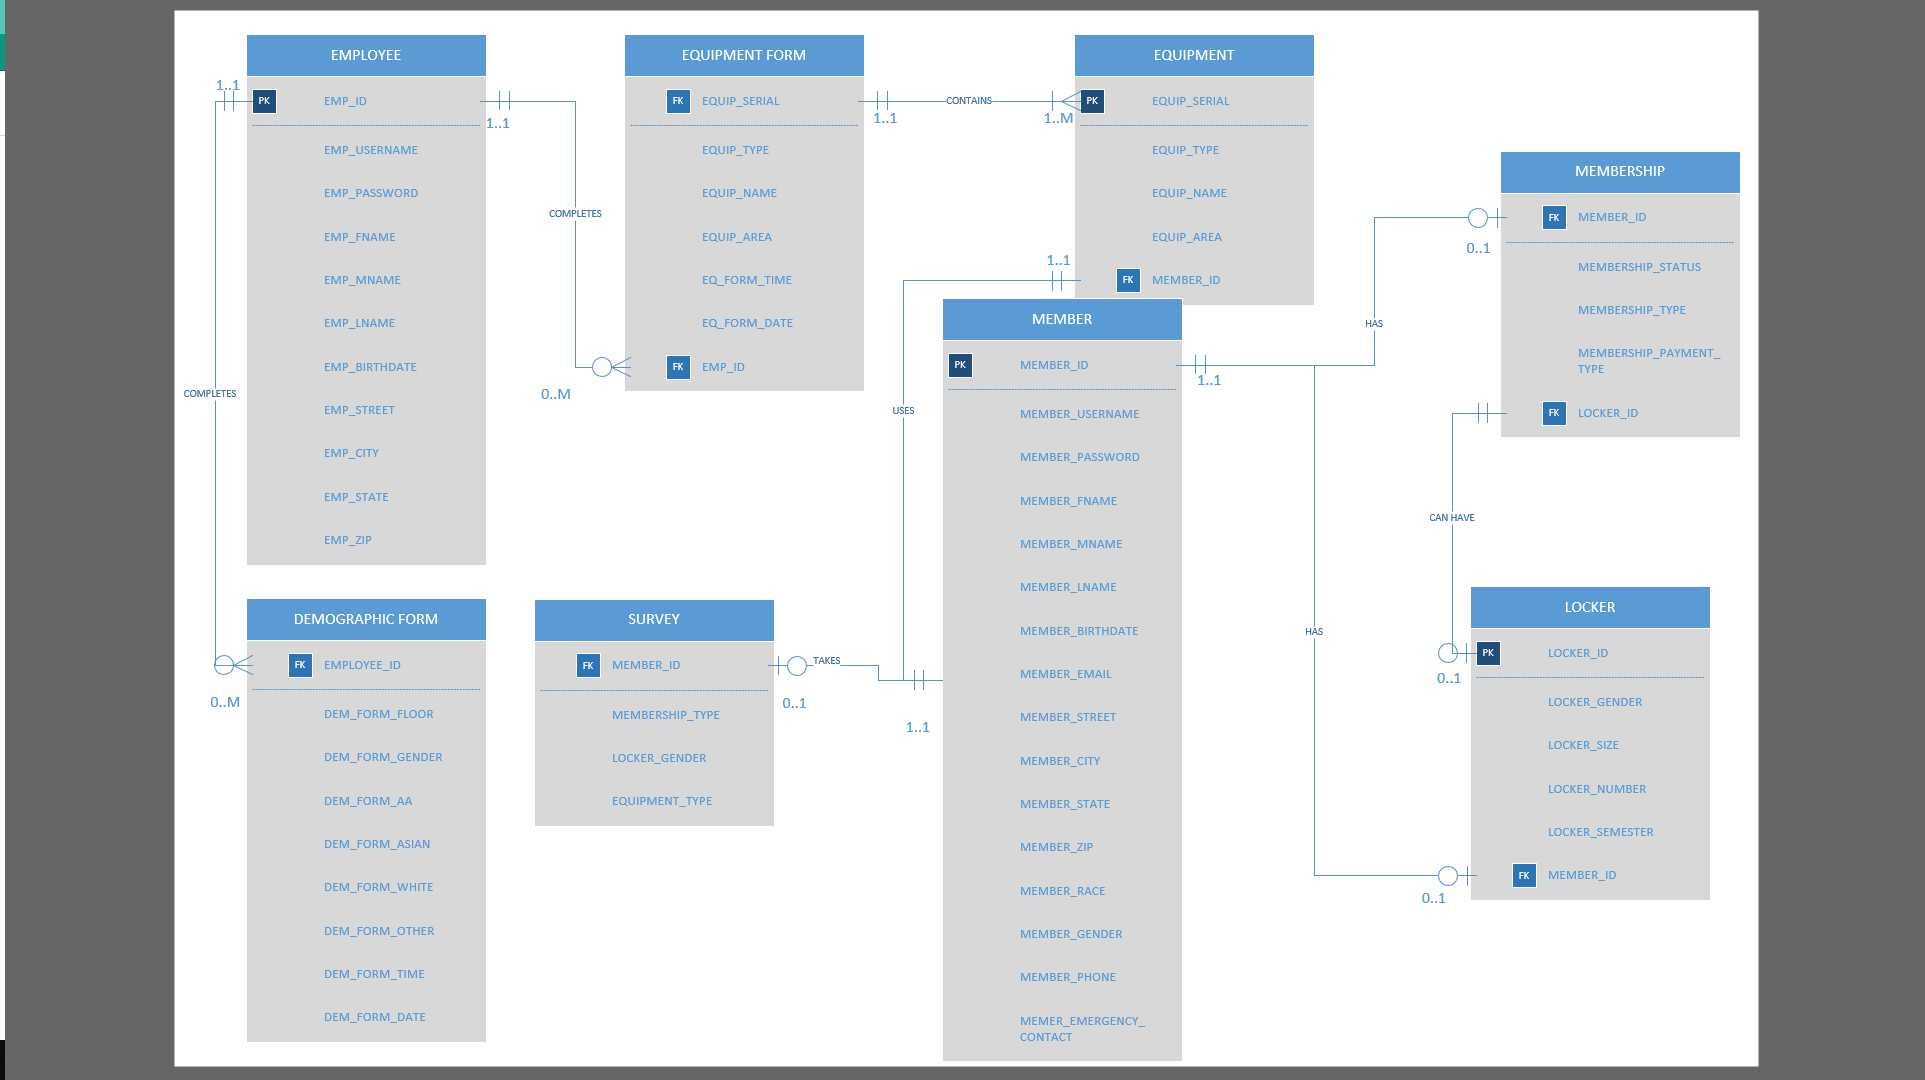 EMPLOYEE
1..1
PK
EMP_ID
1..1
EMP_USERNAME
EMP_PASSWORD
EMP_FNAME
EMP_MNAME
EMP_LNAME
EMP_BIRTHDATE
EMP_STREET
EMP_CITY
EMP_STATE
EMP_ZIP
COMPLETES
COMPLETES
0..M
EQUIPMENT FORM
FK
EQUIP_SERIAL
1..1
EQUIP_TYPE
EQUIP_NAME
EQUIP_AREA
EQ_FORM_TIME
EQ_FORM_DATE
FK
EMP_ID
CONTAINS
1..M
EQUIPMENT
PK
EQUIP_SERIAL
EQUIP_TYPE
EQUIP_NAME
EQUIP_AREA
1..1
FK
MEMBER_ID
USES
MEMBER
PK
MEMBER_ID
1..1
MEMBER_USERNAME
MEMBER_PASSWORD
MEMBER_FNAME
MEMBER_MNAME
MEMBER_LNAME
MEMBER_BIRTHDATE
MEMBER_EMAIL
MEMBER_STREET
MEMBER_CITY
MEMBER_STATE
MEMBER_ZIP
MEMBER_RACE
MEMBER_GENDER
MEMBER_PHONE
MEMER_EMERGENCY_
CONTACT
MEMBERSHIP
FK
MEMBER_ID
0..1
MEMBERSHIP_STATUS
MEMBERSHIP_TYPE
MEMBERSHIP_PAYMENT_
TYPE
FK
LOCKER_ID
HAS
CAN HAVE
HAS
DEMOGRAPHIC FORM
FK
EMPLOYEE_ID
0..M
DEM_FORM_FLOOR
DEM_FORM_GENDER
DEM_FORM_AA
DEM_FORM_ASIAN
DEM_FORM_WHITE
DEM_FORM_OTHER
DEM_FORM_TIME
DEM_FORM_DATE
SURVEY
FK
MEMBER_ID
MEMBERSHIP_TYPE
LOCKER_GENDER
EQUIPMENT_TYPE
TAKES
0..1
1..1
LOCKER
PK
LOCKER_ID
0..1
LOCKER_GENDER
LOCKER_SIZE
LOCKER_NUMBER
LOCKER_SEMESTER
FK
MEMBER_ID
0..1